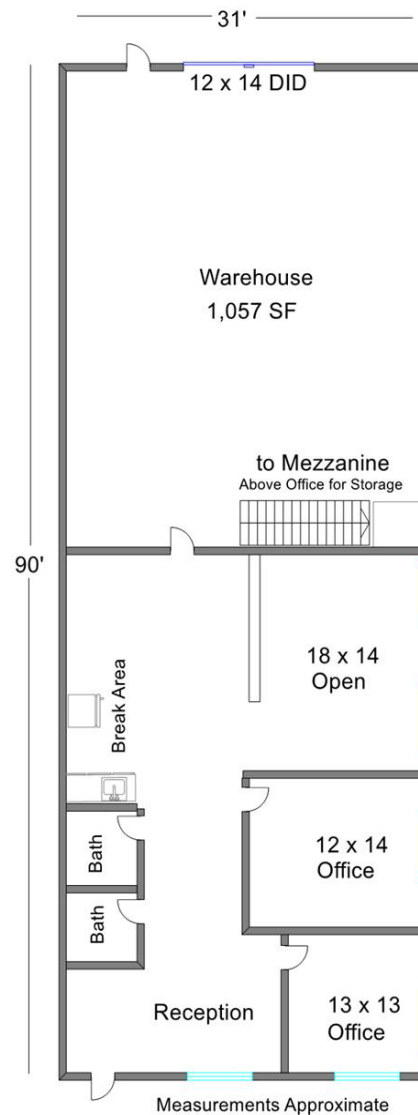 31'
12 x 14 DID
Warehouse
1,057 SF
to Mezzanine
Above Office for Storage
90'
18 x 14
Open
Break Area
12 x 14
Office
Bath
Bath
Reception
13 x 13
Office
Measurements Approximate